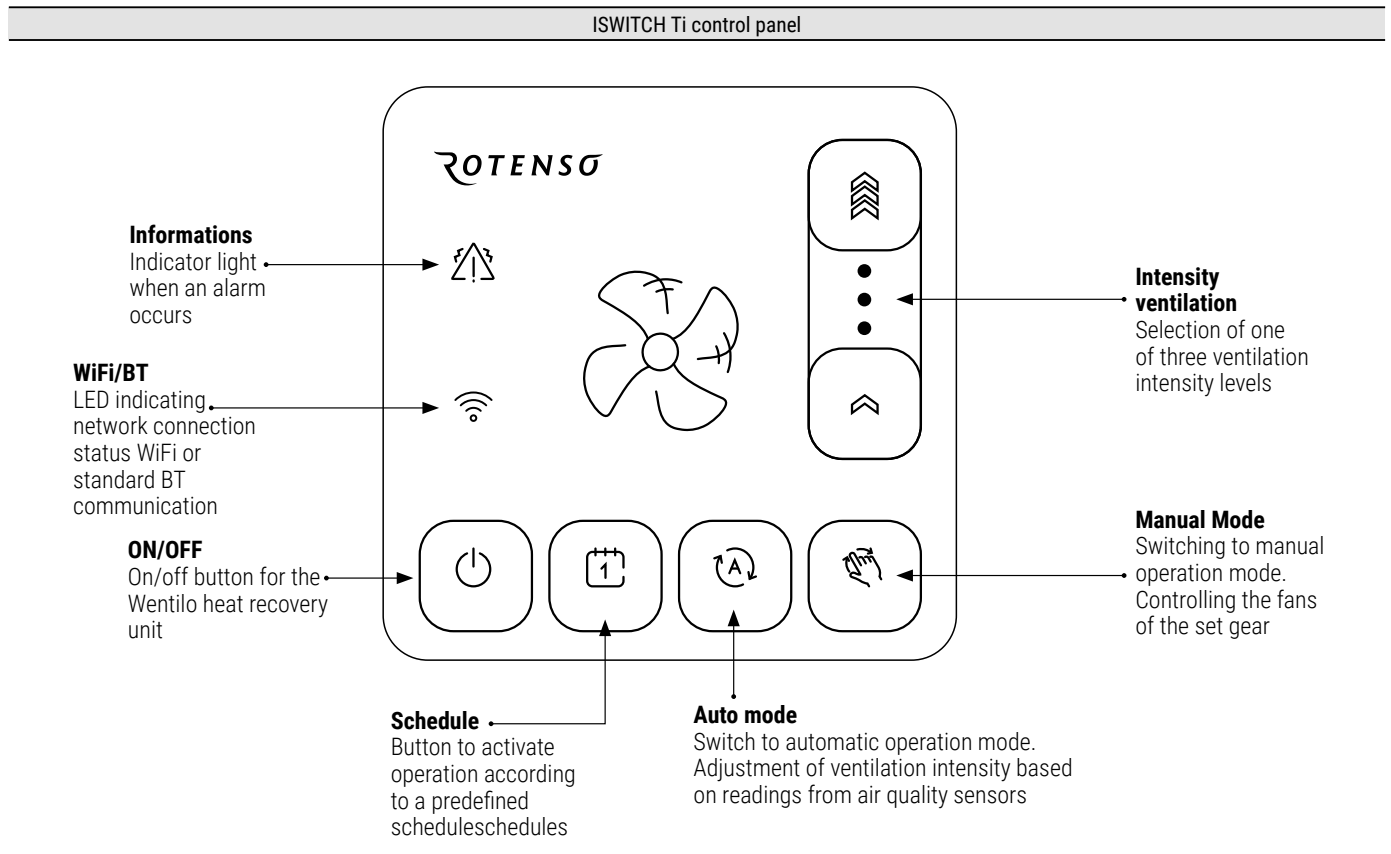 ISWITCH Ti control panel
ROTENSO
Informations
Indicator light
when an alarm
occurs
WiFi/BT
LED indicating
network connection
status WiFi or
standard BT
communication
ON/OFF
On/off button for the
Wentilo heat recovery
unit
Intensity
ventilation
Selection of one
of three ventilation
intensity levels
Manual Mode
Switching to manual
operation mode.
Controlling the fans
of the set gear
1
A
Schedule
Button to activate
operation according
to a predefined
scheduleschedules
Auto mode
Switch to automatic operation mode.
Adjustment of ventilation intensity based
on readings from air quality sensors